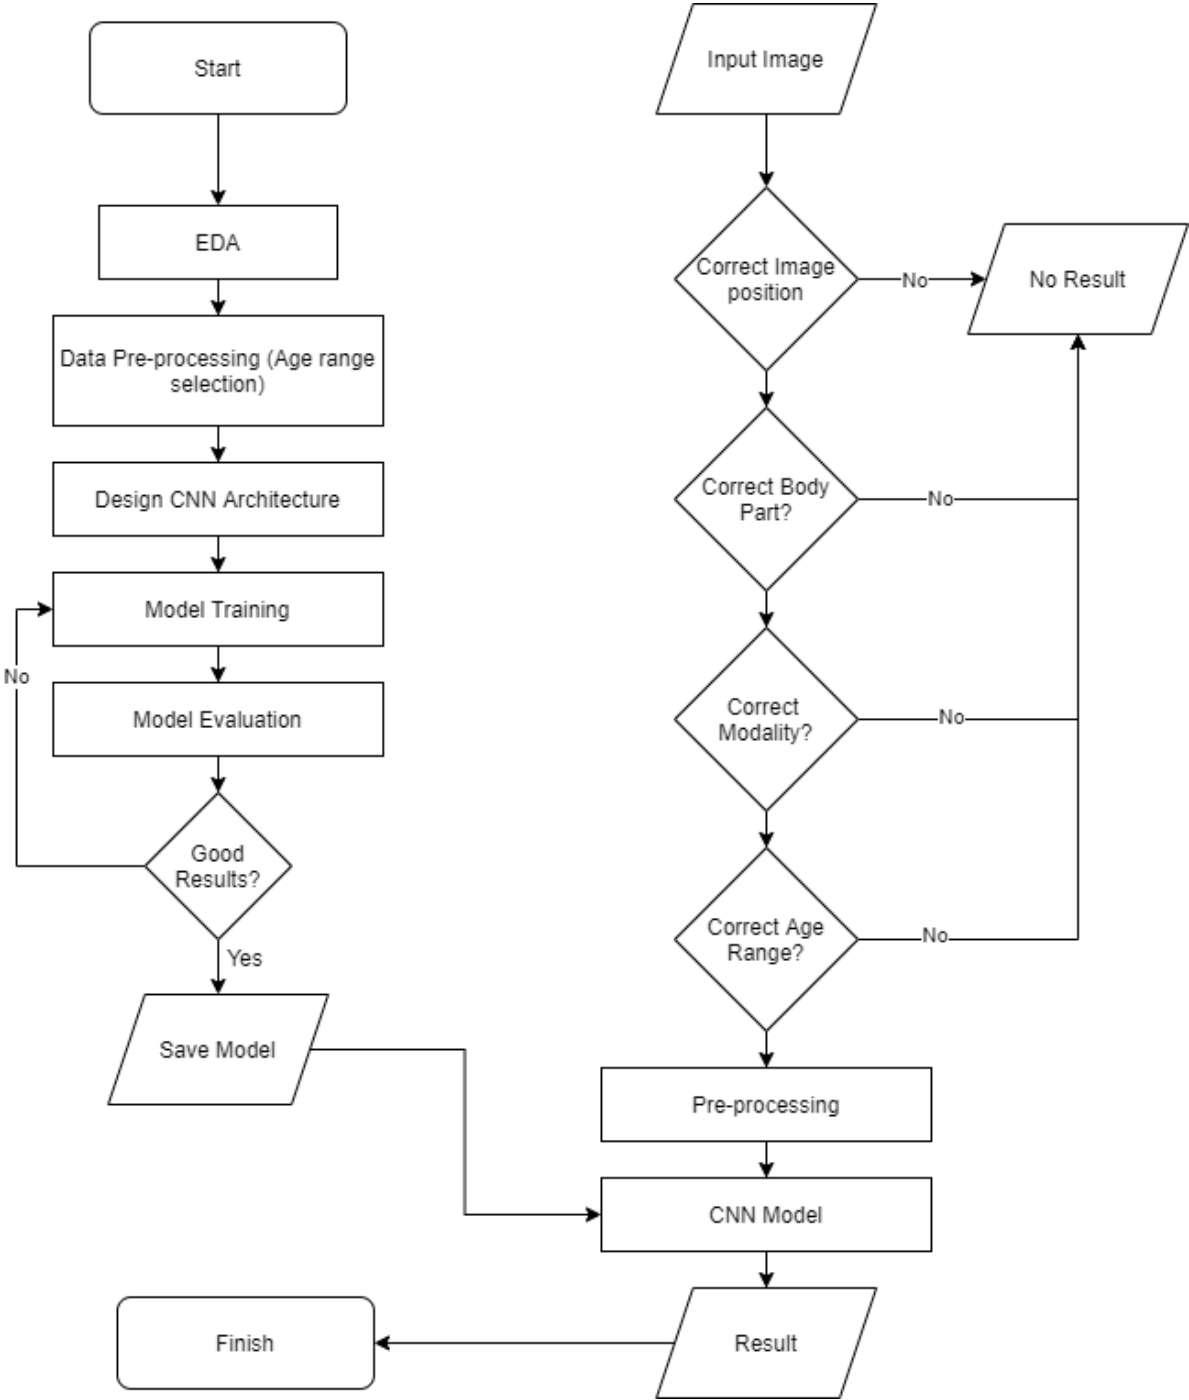 Start
EDA
Data Pre-processing (Age range
selection)
Design CNN Architecture
Model Training
No
Model Evaluation
Good
Results?
Yes
Save Model
Input Image
Correct Image
position
No
No Result
Correct Body
Part?
No
Correct
Modality?
No
Correct Age
Range?
No
Pre-processing
CNN Model
Result
Finish